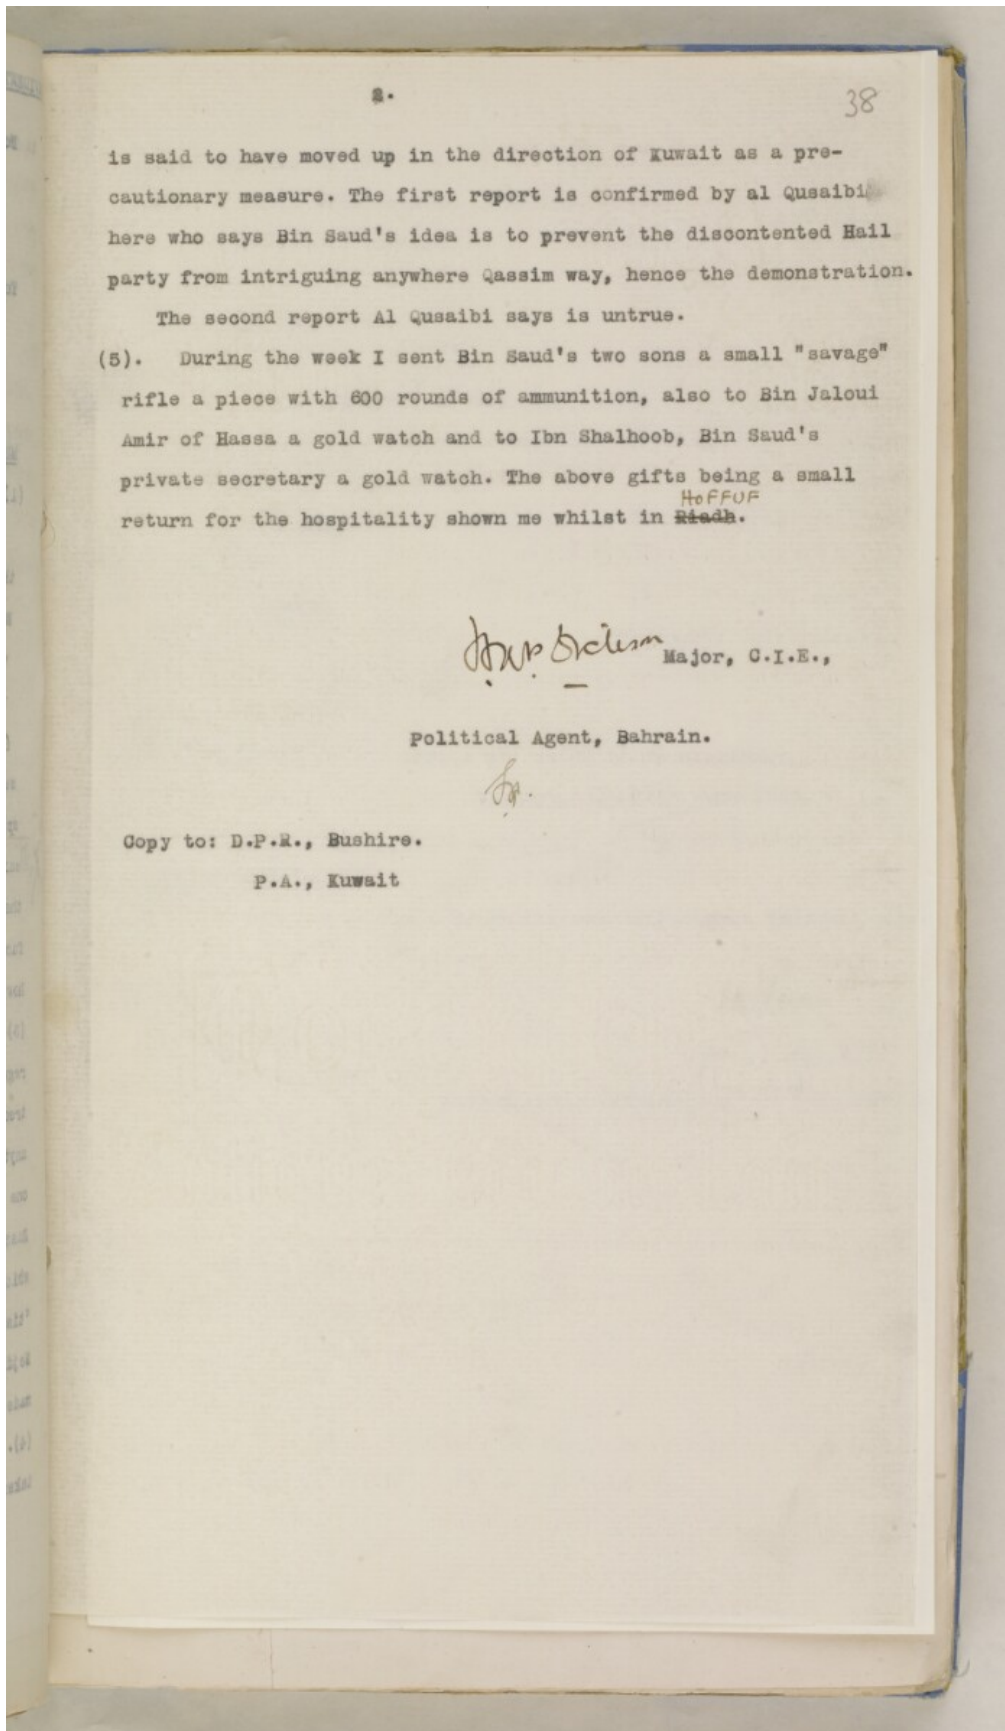 2.
38
is said to have moved up in the direction of Kuwait as a pre-
cautionary measure. The first report is confirmed by al Qusaibi
here who says Bin Saud's idea is to prevent the discontented Hail
party from intriguing anywhere Qassim way, hence the demonstration.
The second report Al Qusaibi says is untrue.
(5). During the week I sent Bin Saud's two sons a small "savage"
rifle a piece with 600 rounds of ammunition, also to Bin Jaloui
Amir of Hassa a gold watch and to Ibn Shalhoob, Bin Saud's
private secretary a gold watch. The above gifts being a small
HOFFUF
return for the hospitality shown me whilst in Riadh.
Major, C.I.E.,
Political Agent, Bahrain.
Copy to: D.P.R., Bushire.
P.A., Kuwait